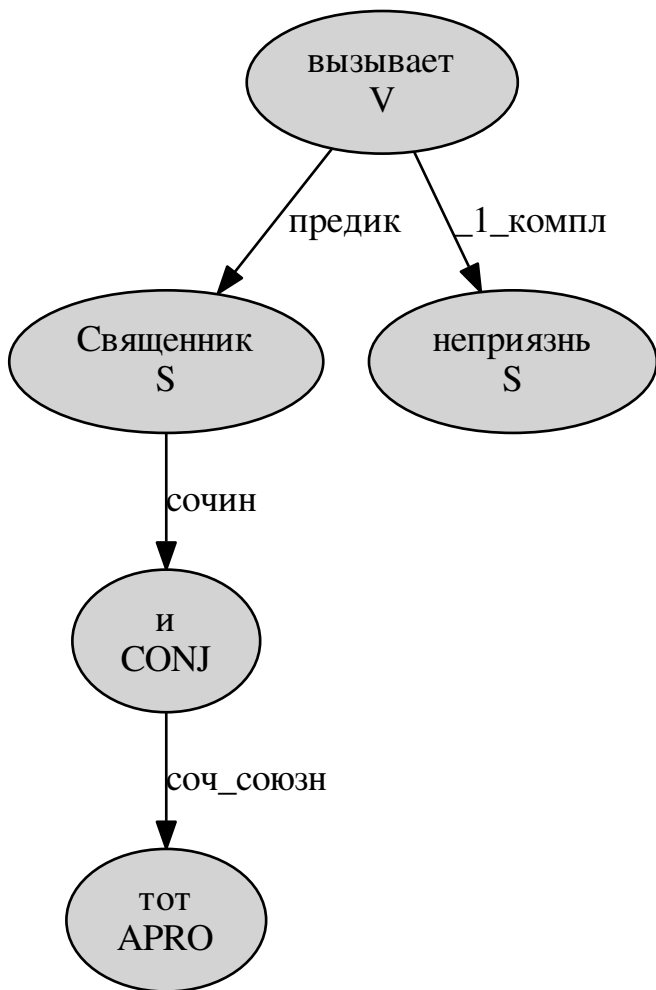 вызывает
V
предик
_1_компл
Священник
S
неприязнь
S
сочин
и
CONJ
соч_союзн
тот
APRO